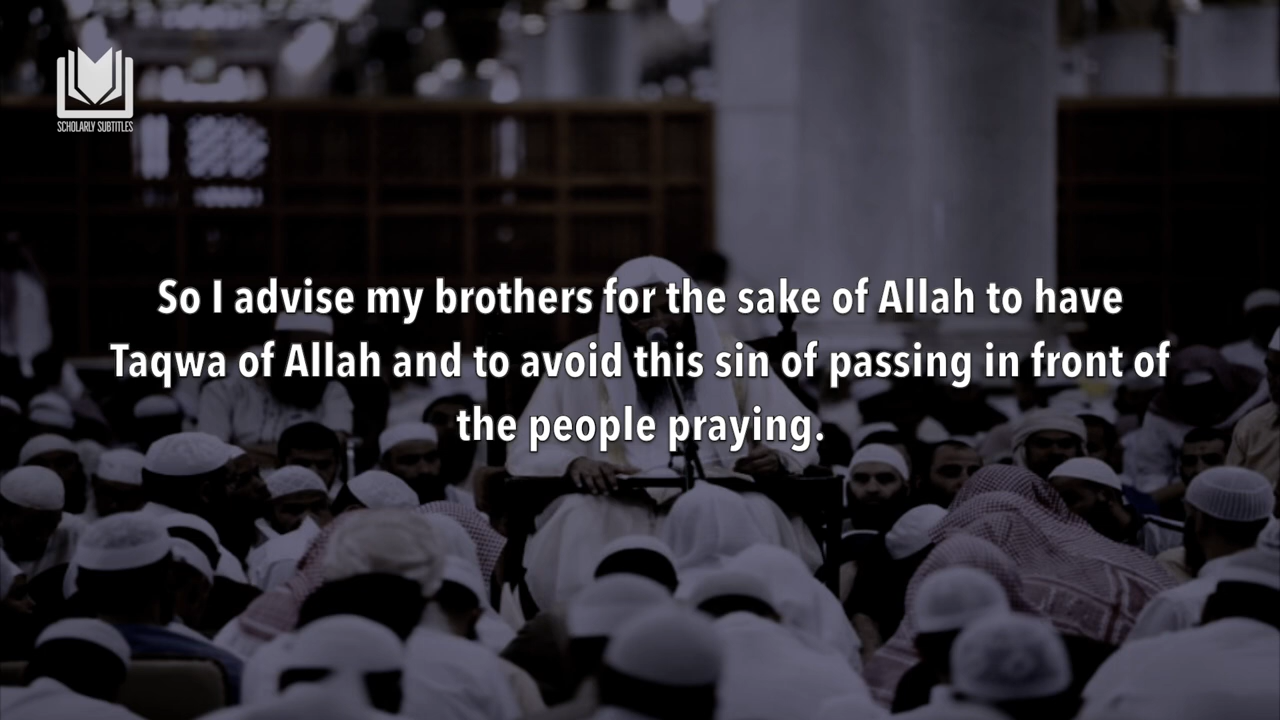 SCHOLARLY SUBTITLES
So I advise my brothers for the sake of Allah to have
Taqwa of Allah and to avoid this sin of passing in front of
the people praying.